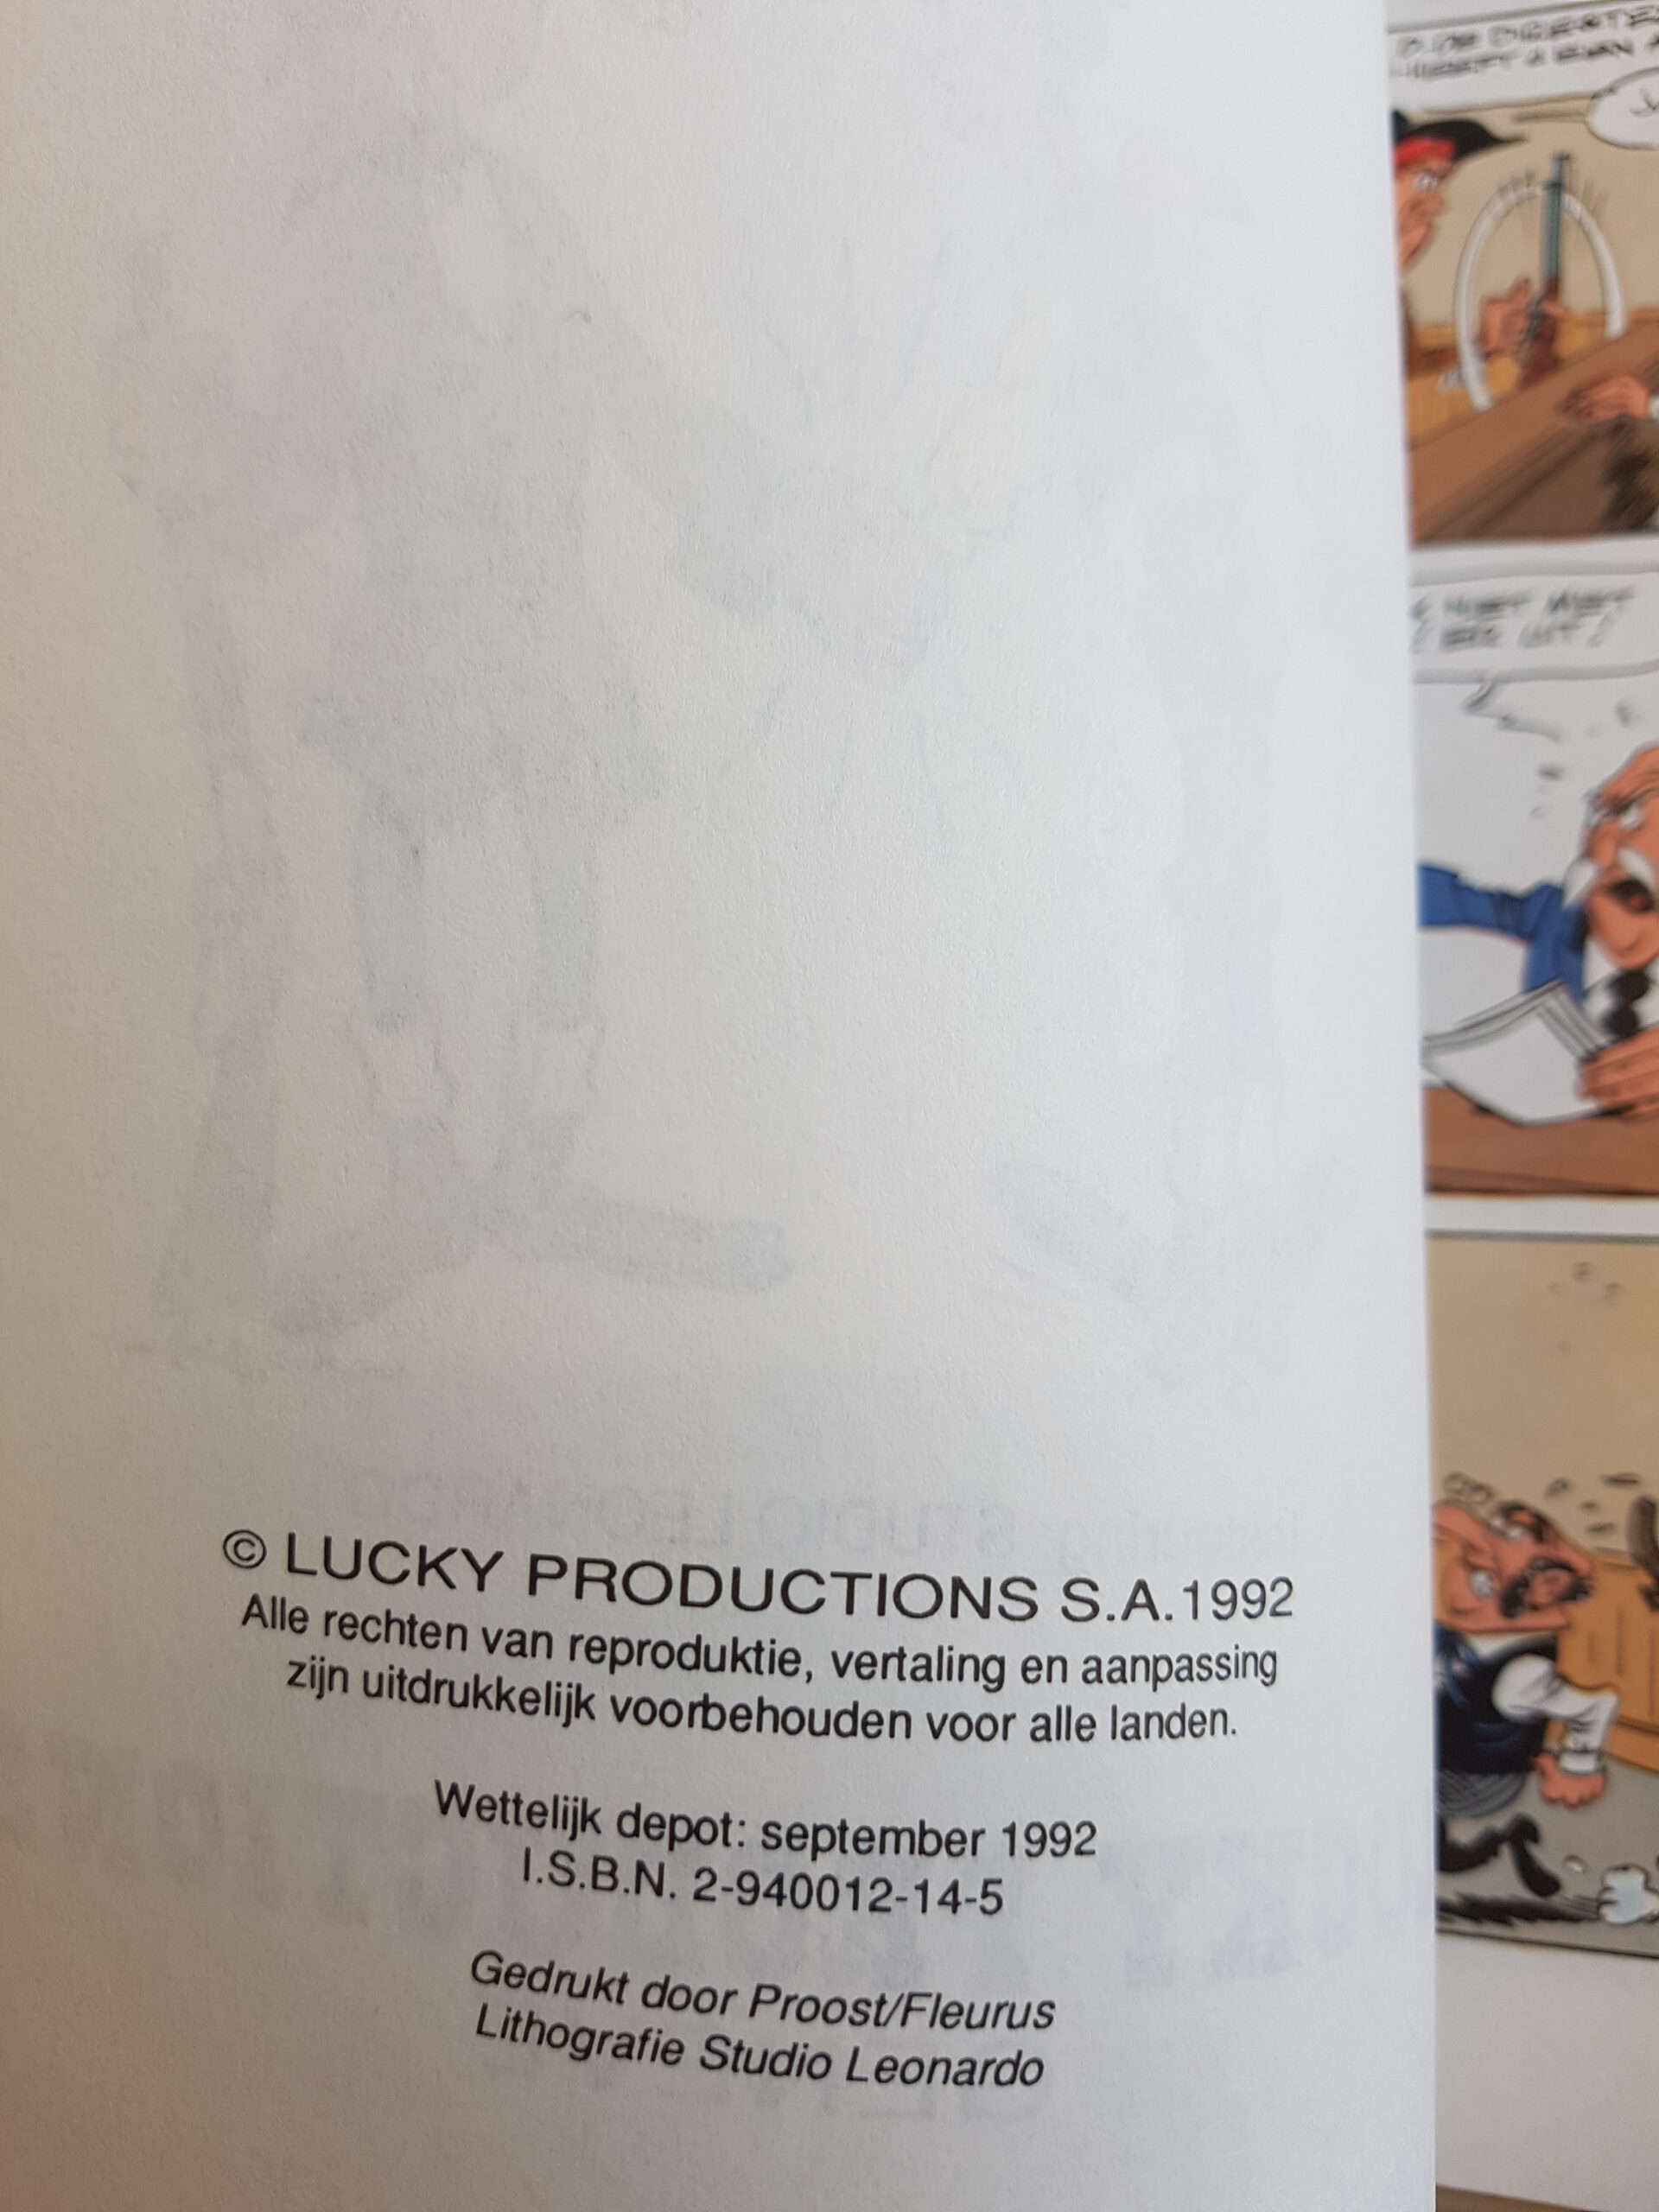 © LUCKY PRODUCTIONS S.A.1992
Alle rechten van reproduktie, vertaling en aanpassing
zijn uitdrukkelijk voorbehouden voor alle landen.
Wettelijk depot: september 1992
I.S.B.N. 2-940012-14-5
Gedrukt door Proost/Fleurus
Lithografie Studio Leonardo